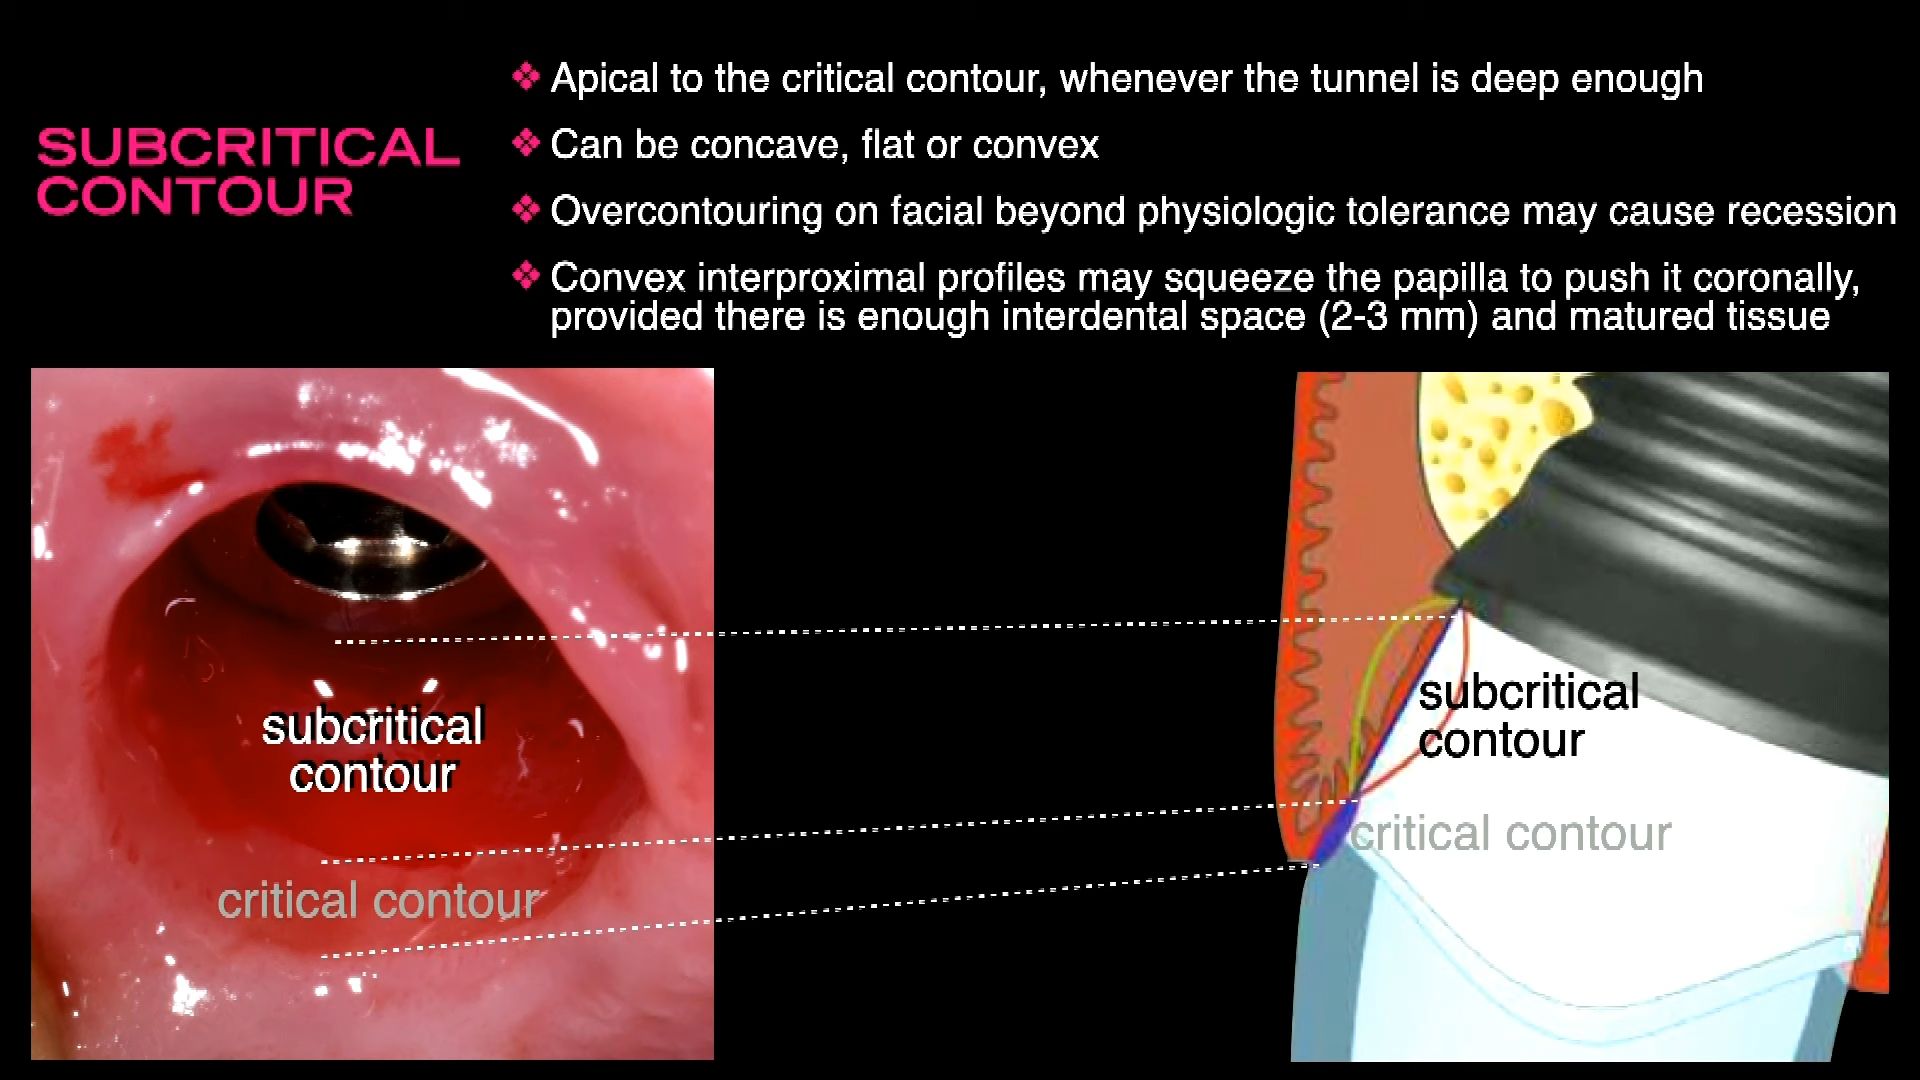 SUBCRITICAL
CONTOUR
❖ Apical to the critical contour, whenever the tunnel is deep enough
❖ Can be concave, flat or convex
❖ Overcontouring on facial beyond physiologic tolerance may cause recession
❖ Convex interproximal profiles may squeeze the papilla to push it coronally,
provided there is enough interdental space (2-3 mm) and matured tissue
subcritical
contour
critical contour
subcritical
contour
critical contour